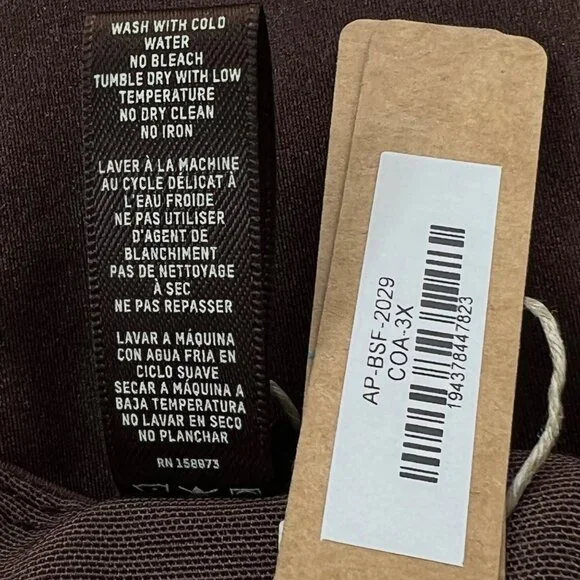 WASH WITH COLD
WATER
NO BLEACH
TUMBLE DRY WITH LOW
TEMPERATURE
NO DRY CLEAN
NO IRON
LAVER À LA MACHINE
AU CYCLE DÉLICAT À
L'EAU FROIDE
NE PAS UTILISER
D'AGENT DE
BLANCHIMENT
PAS DE NETTOYAGE
À SEC
NE PAS REPASSER
LAVAR A MÁQUINA
CON AGUA FRÍA EN
CICLO SUAVE
SECAR A MÁQUINA A
BAJA TEMPERATURA
NO LAVAR EN SECO
NO PLANCHAR
RN 158873
AP-BSF-2029
COA-3X
194378447823